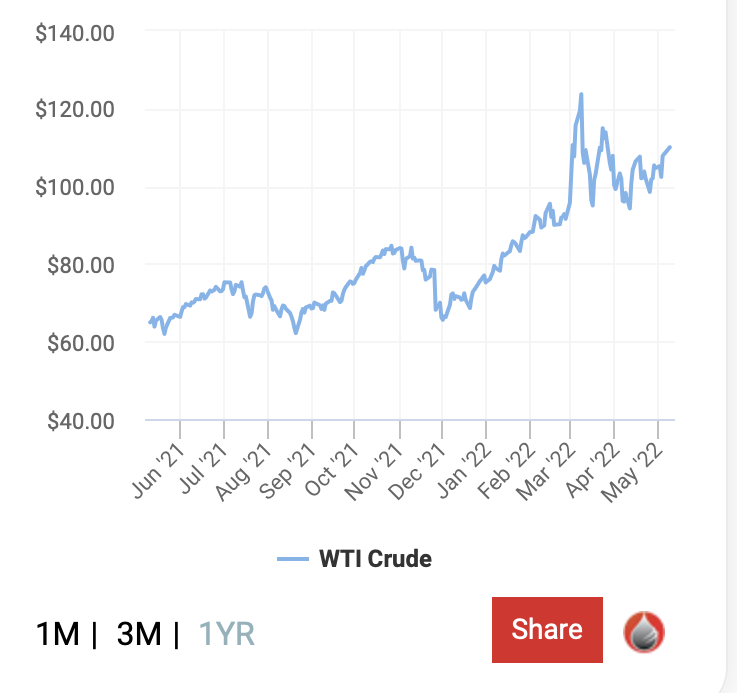 $140.00
$120.00
$100.00
$80.00
$60.00
$40.00
Jun '21 Jul '21 Aug '21 Sep '21 Oct '21 Nov '21 Dec '21 Jan '22 Feb '22 Mar '22 Apr '22 May '22
WTI Crude
1M | 3M | 1YR Share